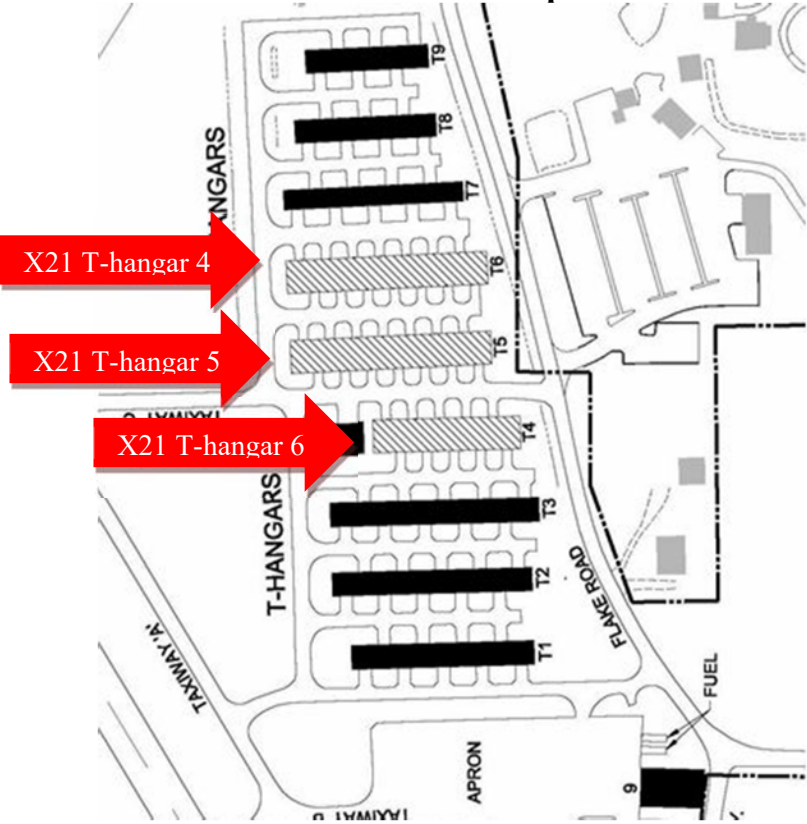 T9
T8
T-HANGARS
T7
X21 T-hangar 4
T6
X21 T-hangar 5
T5
X21 T-hangar 6
T4
T3
T-HANGARS
T2
FLAKE ROAD
T1
TAXIWAY 'A'
FUEL
APRON
9